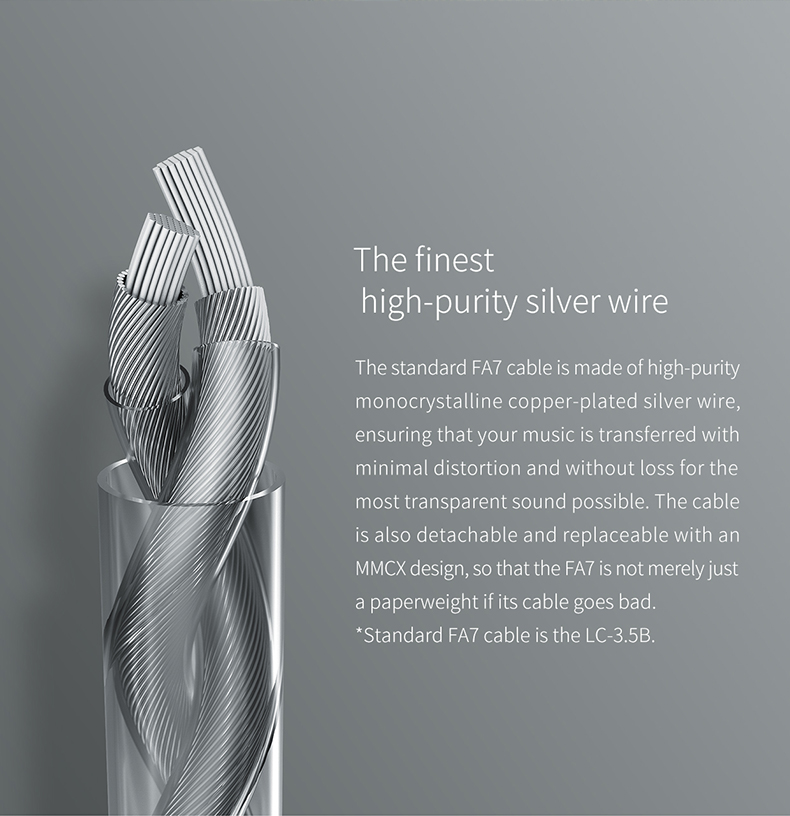 The finest
high-purity silver wire
The standard FA7 cable is made of high-purity
monocrystalline copper-plated silver wire,
ensuring that your music is transferred with
minimal distortion and without loss for the
most transparent sound possible. The cable
is also detachable and replaceable with an
MMCX design, so that the FA7 is not merely just
a paperweight if its cable goes bad.
*Standard FA7 cable is the LC-3.5B.